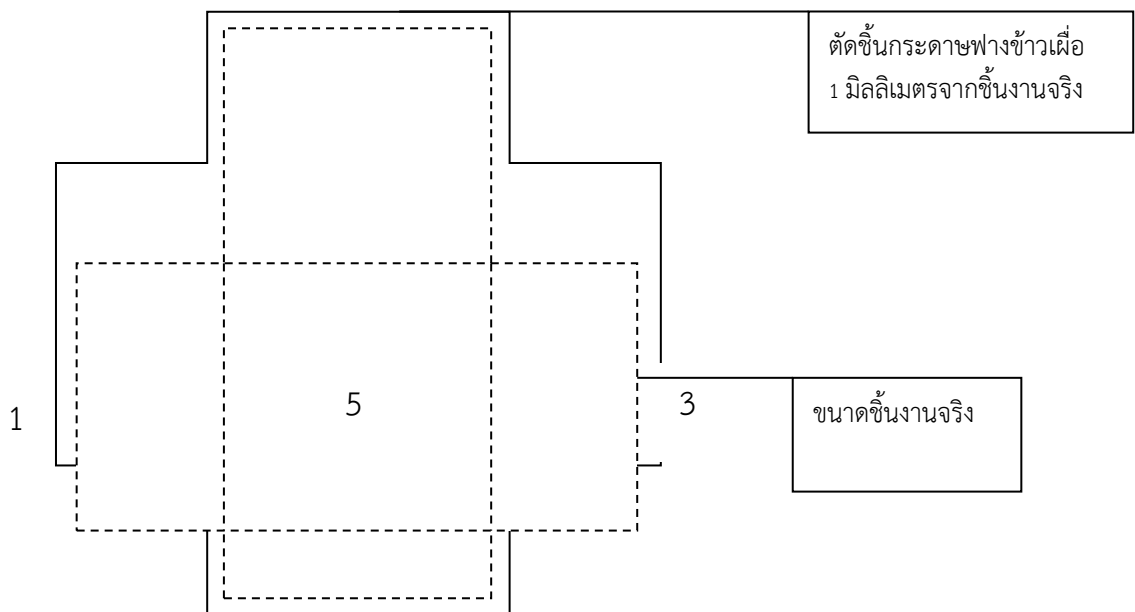 ตัดชิ้นกระดาษฟางข้าวเผื่อ
1 มิลลิเมตรจากชิ้นงานจริง
1
5
3
ขนาดชิ้นงานจริง